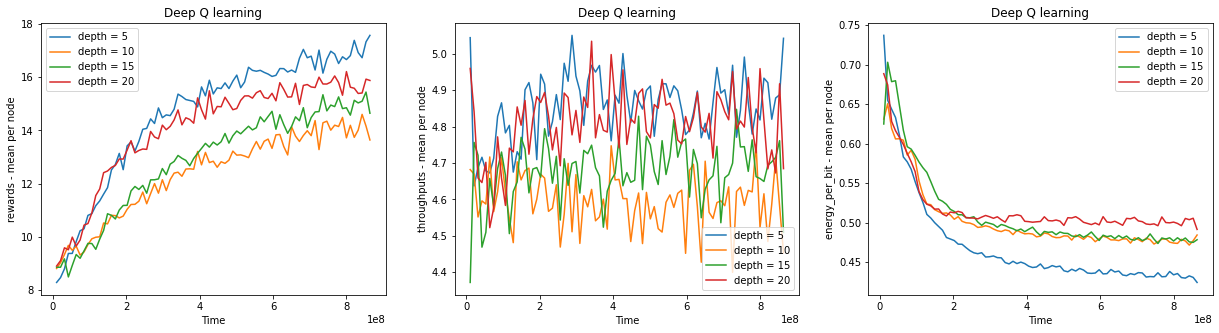 Deep Q learning
rewards - mean per node
18
16
14
12
10
8
depth = 5
depth = 10
depth = 15
depth = 20
0 2 4 6 8
1e8
Time
Deep Q learning
throughputs - mean per node
5.0
4.9
4.8
4.7
4.6
4.5
4.4
depth = 5
depth = 10
depth = 15
depth = 20
0 2 4 6 8
1e8
Time
Deep Q learning
energy_per_bit - mean per node
0.75
0.70
0.65
0.60
0.55
0.50
0.45
depth = 5
depth = 10
depth = 15
depth = 20
0 2 4 6 8
1e8
Time